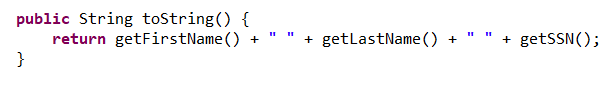 public String toString() {
    return getFirstName() + " " + getLastName() + " " + getSSN();
}